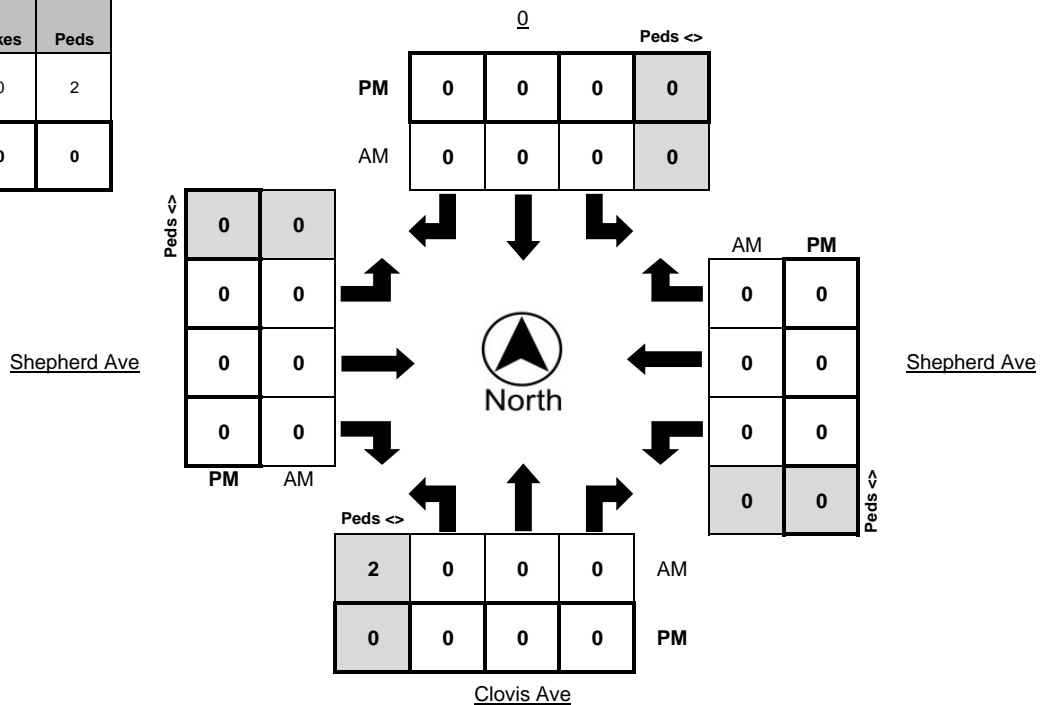 0
Peds
Peds <>
2
PM 0 0 0 0
0
AM 0 0 0 0
Peds <>
0 0
AM PM
0 0
0 0
Shepherd Ave
0 0
North
0 0
Shepherd Ave
0 0
0 0
PM AM
0 0
Peds <>
Peds <>
2 0 0 0 AM
0 0 0 0 PM
Clovis Ave